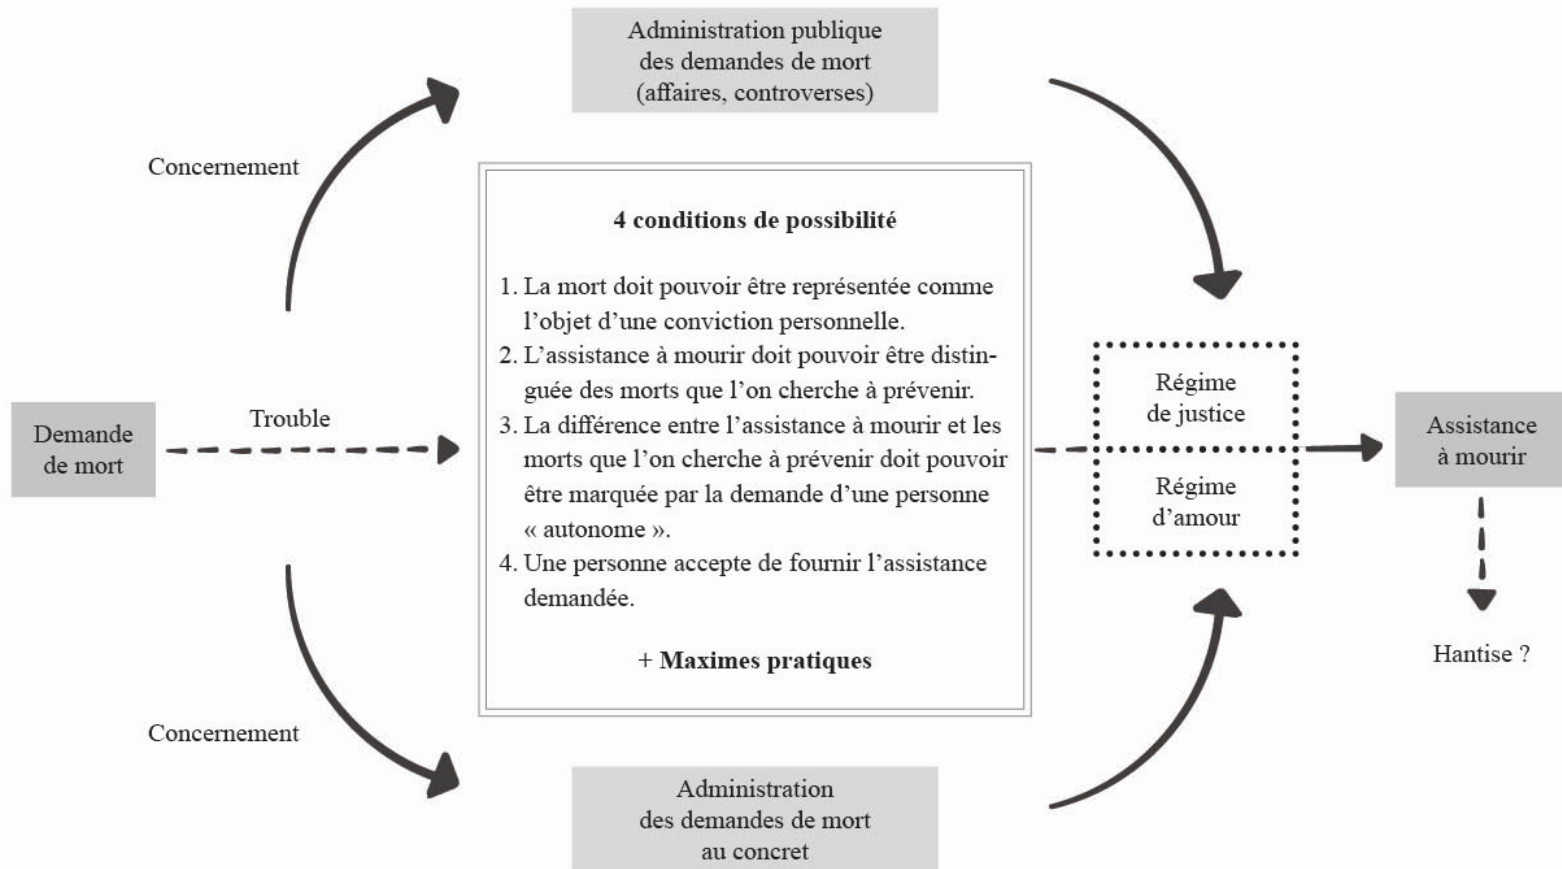 Administration publique
des demandes de mort
(affaires, controverses)
Concernement
4 conditions de possibilité
1. La mort doit pouvoir être représentée comme
l’objet d’une conviction personnelle.
2. L’assistance à mourir doit pouvoir être distin-
guée des morts que l’on cherche à prévenir.
3. La différence entre l’assistance à mourir et les
morts que l’on cherche à prévenir doit pouvoir
être marquée par la demande d’une personne
« autonome ».
4. Une personne accepte de fournir l’assistance
demandée.
+ Maximes pratiques
Demande
de mort
Trouble
Régime
de justice
Régime
d’amour
Assistance
à mourir
Hantise ?
Concernement
Administration
des demandes de mort
au concret